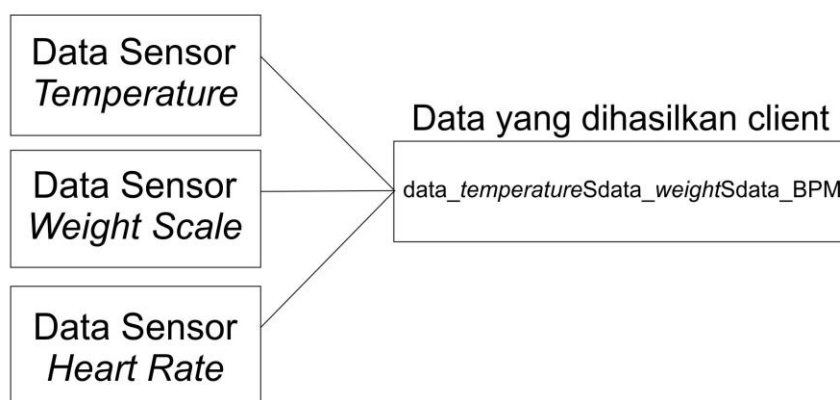 Data Sensor
Temperature
Data Sensor
Weight Scale
Data Sensor
Heart Rate
Data yang dihasilkan client
data_temperatureSdata_weightSdata_BPM